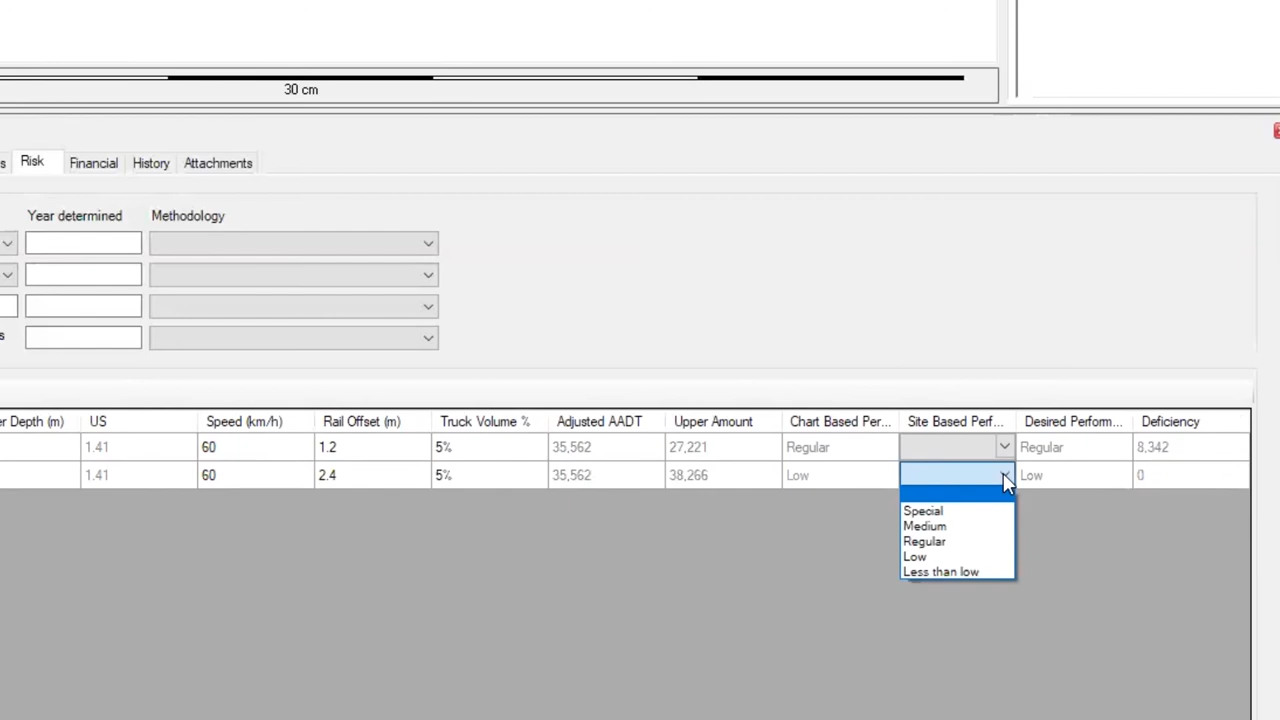 30 cm
s Risk Financial History Attachments
Year determined Methodology
s
er Depth (m) US Speed (km/h) Rail Offset (m) Truck Volume % Adjusted AADT Upper Amount Chart Based Per... Site Based Perf... Desired Perform... Deficiency
1.41 60 1.2 5% 35,562 27,221 Regular Regular 8,342
1.41 60 2.4 5% 35,562 38,266 Low Low 0
Special
Medium
Regular
Low
Less than low